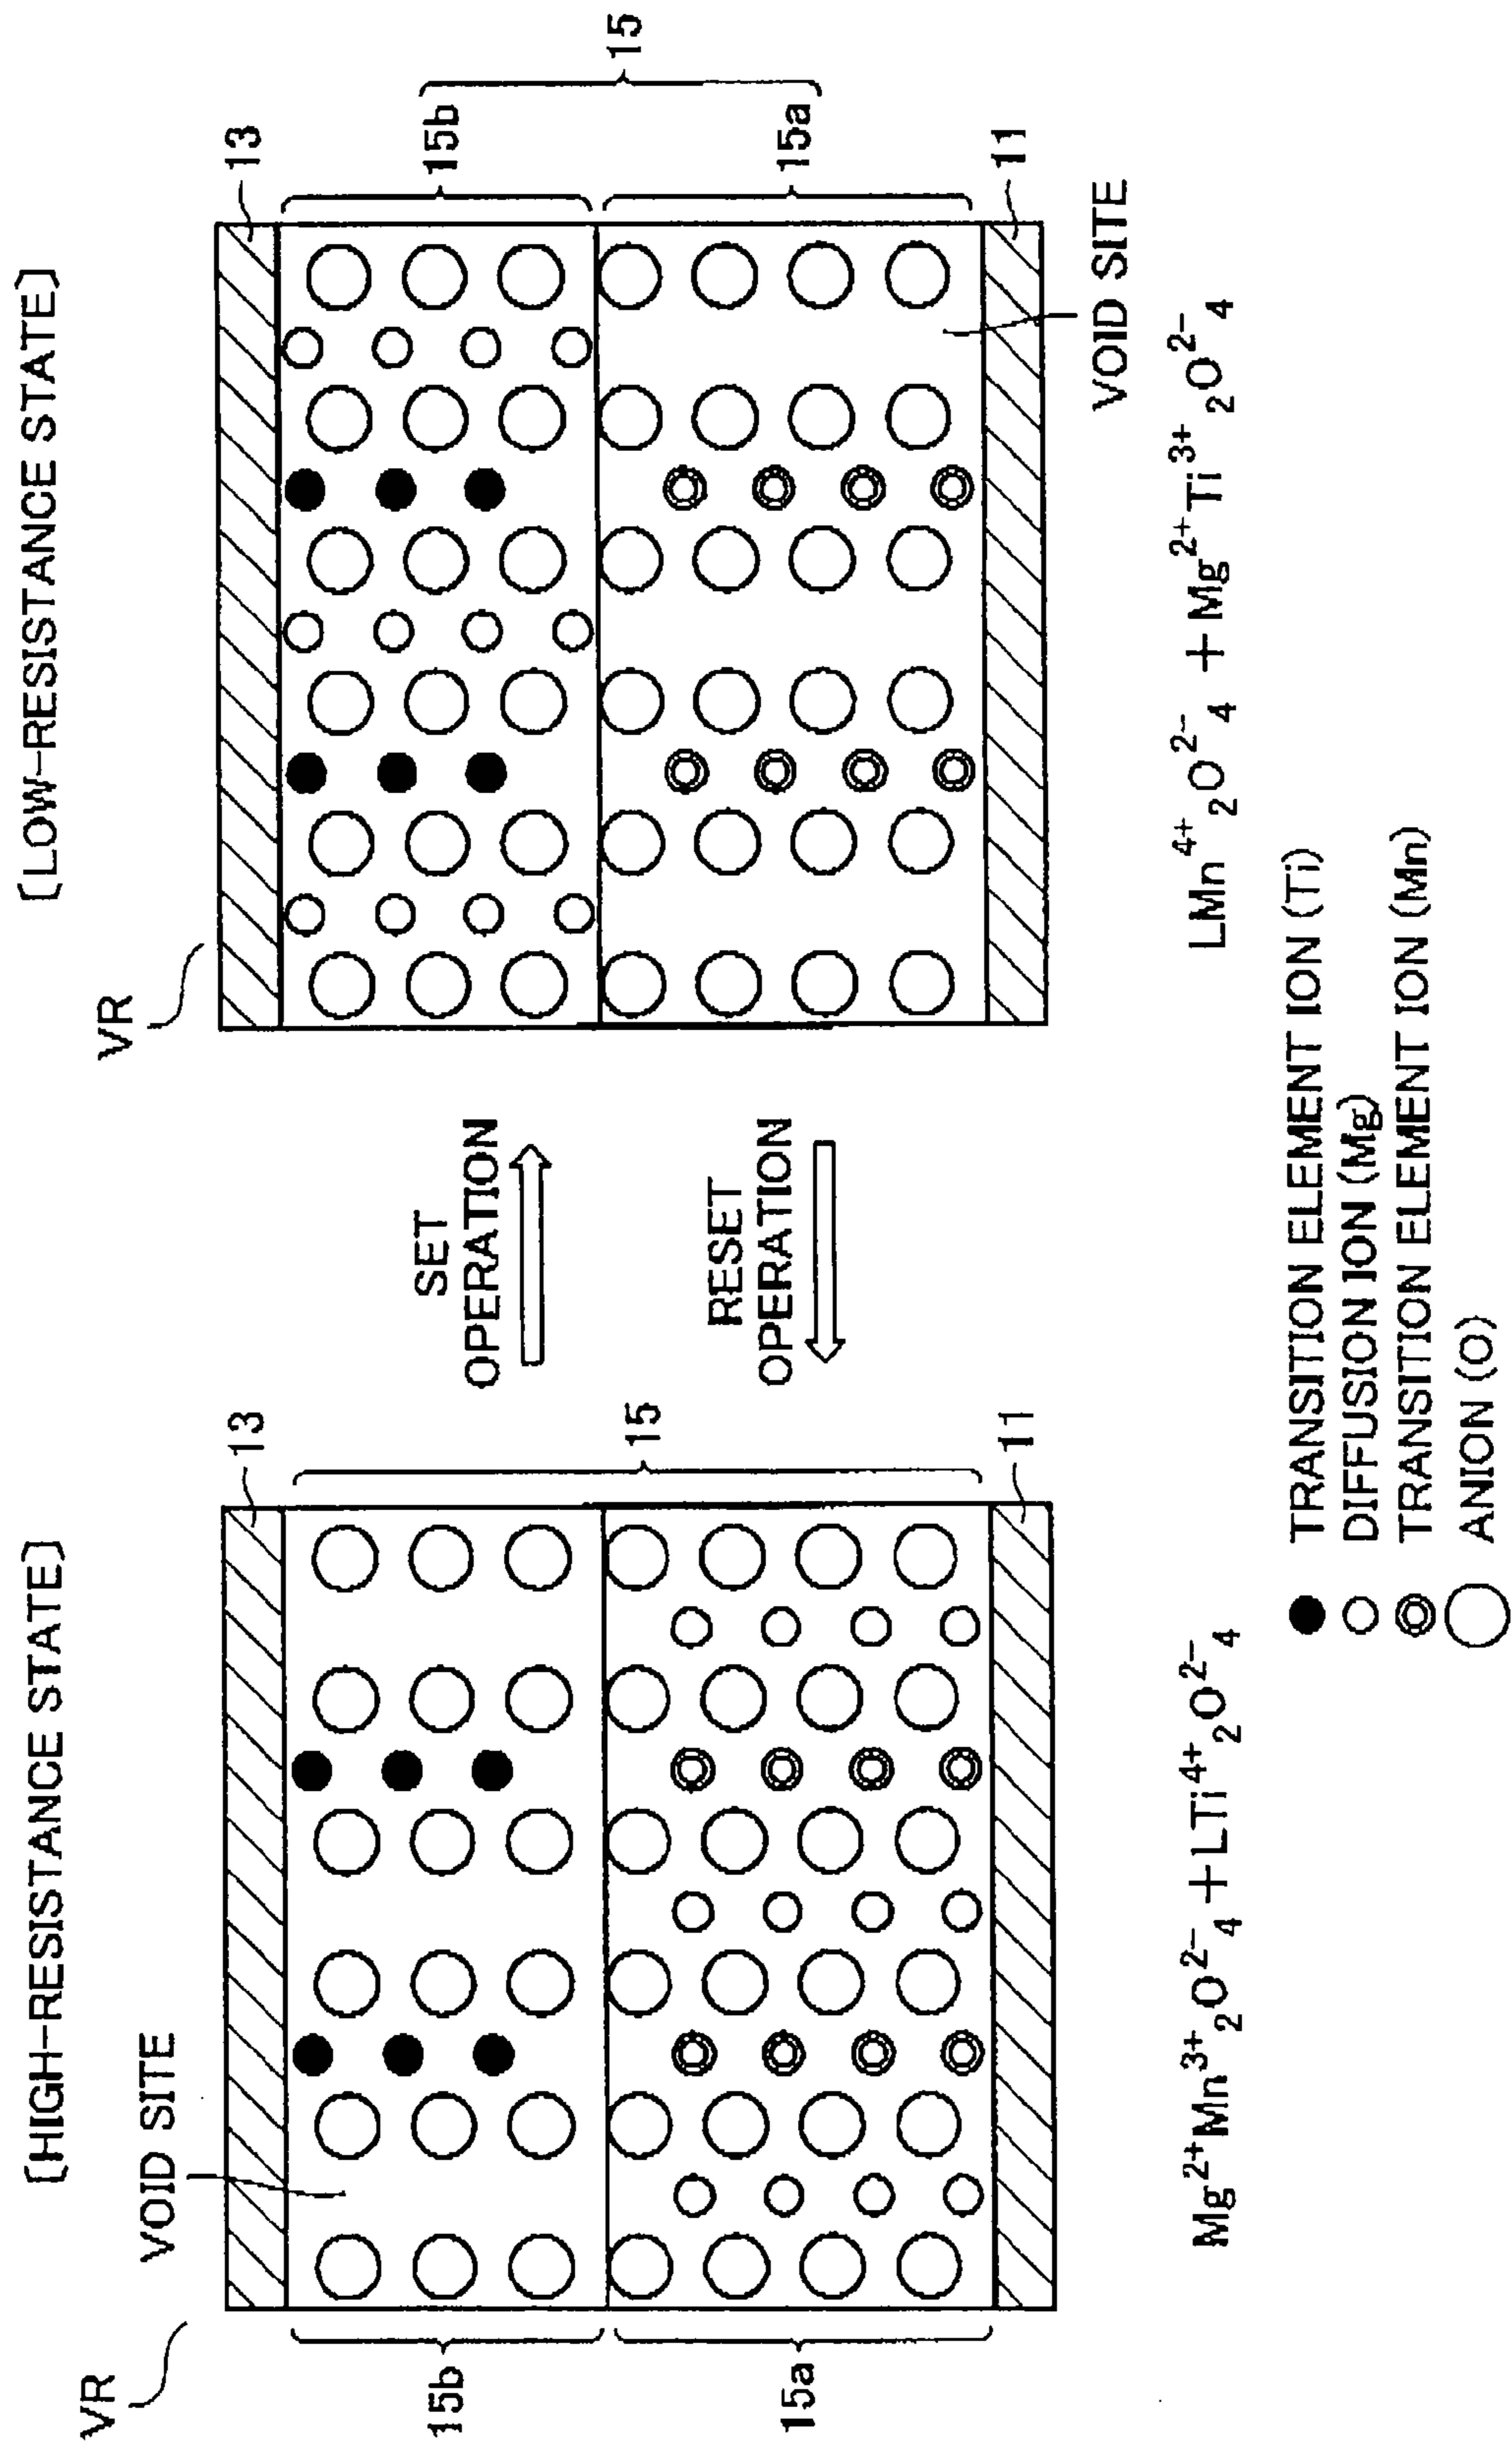 [HIGH-RESISTANCE STATE]
VR
VOID SITE
13
15b
15
15a
11
Mg²⁺Mn³⁺₂O²⁻₄+LTi⁴⁺₂O²⁻₄
SET
OPERATION
RESET
OPERATION
[LOW-RESISTANCE STATE]
VR
13
15b
15
15a
11
VOID SITE
LMn⁴⁺₂O²⁻₄+Mg²⁺Ti³⁺₂O²⁻₄
TRANSITION ELEMENT ION (Ti)
DIFFUSION ION (Mg)
TRANSITION ELEMENT ION (Mn)
ANION (O)